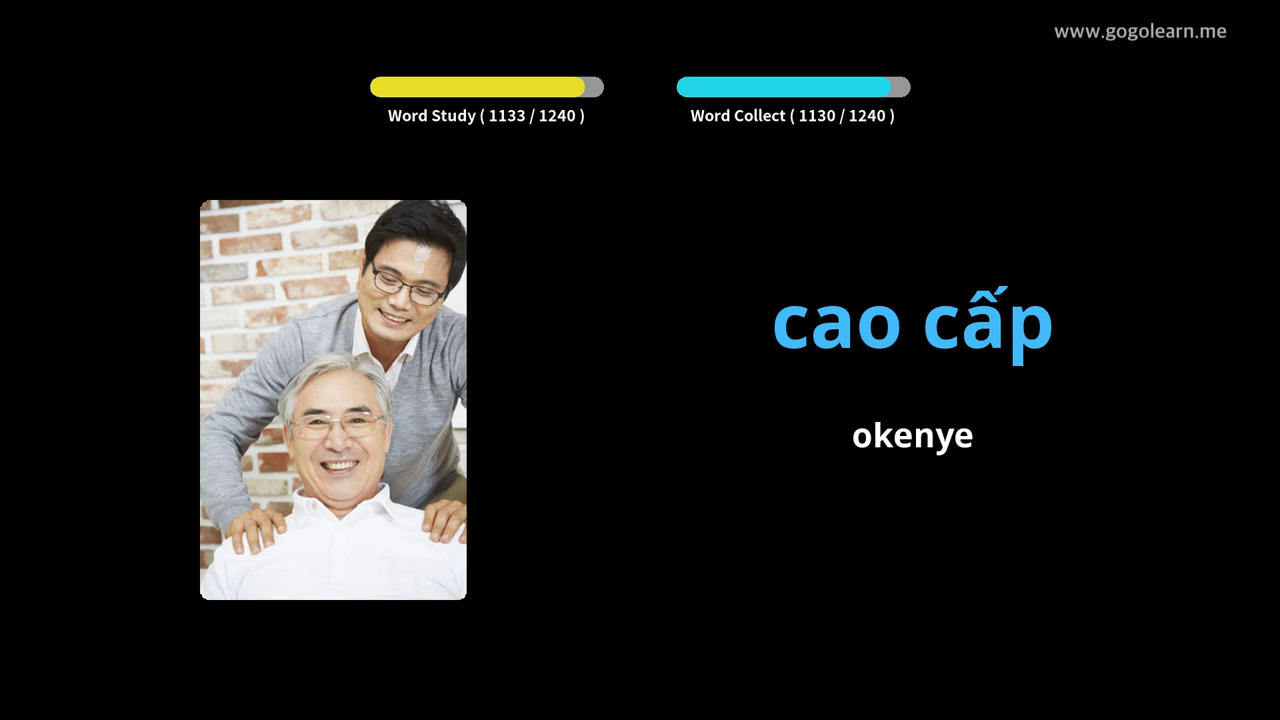 www.gogolearn.me
Word Study ( 1133 / 1240 )
Word Collect ( 1130 / 1240 )
cao cấp
okenye